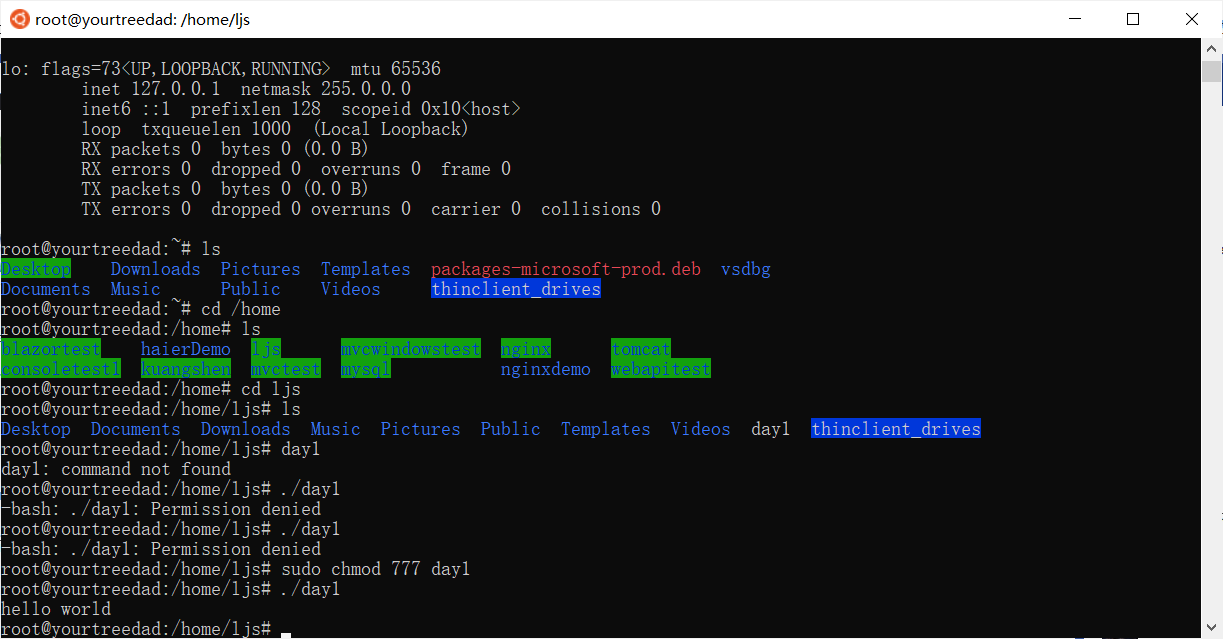 root@yourtreedad: /home/ljs
lo: flags=73<UP,LOOPBACK,RUNNING>  mtu 65536
        inet 127.0.0.1  netmask 255.0.0.0
        inet6 ::1  prefixlen 128  scopeid 0x10<host>
        loop  txqueuelen 1000  (Local Loopback)
        RX packets 0  bytes 0 (0.0 B)
        RX errors 0  dropped 0  overruns 0  frame 0
        TX packets 0  bytes 0 (0.0 B)
        TX errors 0  dropped 0 overruns 0  carrier 0  collisions 0
root@yourtreedad:~# ls
Desktop    Downloads  Pictures  Templates  packages-microsoft-prod.deb  vsdbg
Documents  Music      Public    Videos     thinclient_drives
root@yourtreedad:~# cd /home
root@yourtreedad:/home# ls
blazortest    haierDemo  ljs      mvcwindowstest  nginx      tomcat
consoletest1  kuangshen  mvctest  mysql           nginxdemo  webapitest
root@yourtreedad:/home# cd ljs
root@yourtreedad:/home/ljs# ls
Desktop  Documents  Downloads  Music  Pictures  Public  Templates  Videos  day1  thinclient_drives
root@yourtreedad:/home/ljs# day1
day1: command not found
root@yourtreedad:/home/ljs# ./day1
-bash: ./day1: Permission denied
root@yourtreedad:/home/ljs# ./day1
-bash: ./day1: Permission denied
root@yourtreedad:/home/ljs# sudo chmod 777 day1
root@yourtreedad:/home/ljs# ./day1
hello world
root@yourtreedad:/home/ljs#